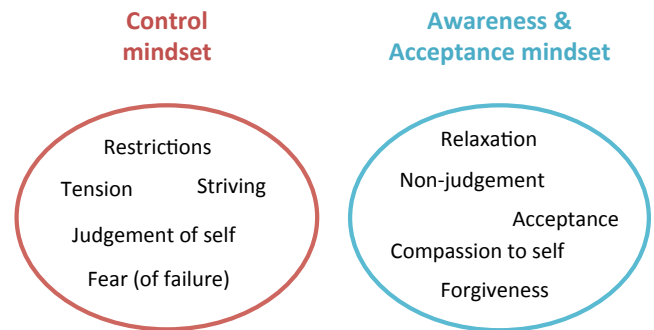 Control
mindset
Awareness &
Acceptance mindset
Restrictions
Tension
Striving
Judgement of self
Fear (of failure)
Relaxation
Non-judgement
Acceptance
Compassion to self
Forgiveness